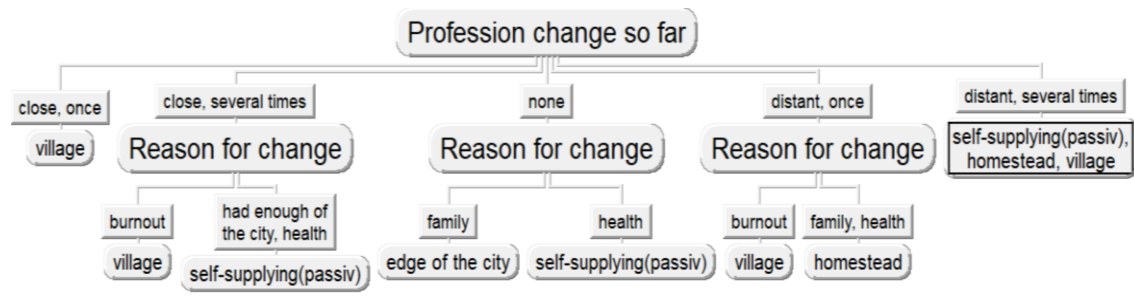 Profession change so far
close, once
close, several times
none
distant, once
distant, several times
village
Reason for change
Reason for change
Reason for change
self-supplying(passiv),
homestead, village
burnout
had enough of
the city, health
family
health
burnout
family, health
village
self-supplying(passiv)
edge of the city
self-supplying(passiv)
village
homestead